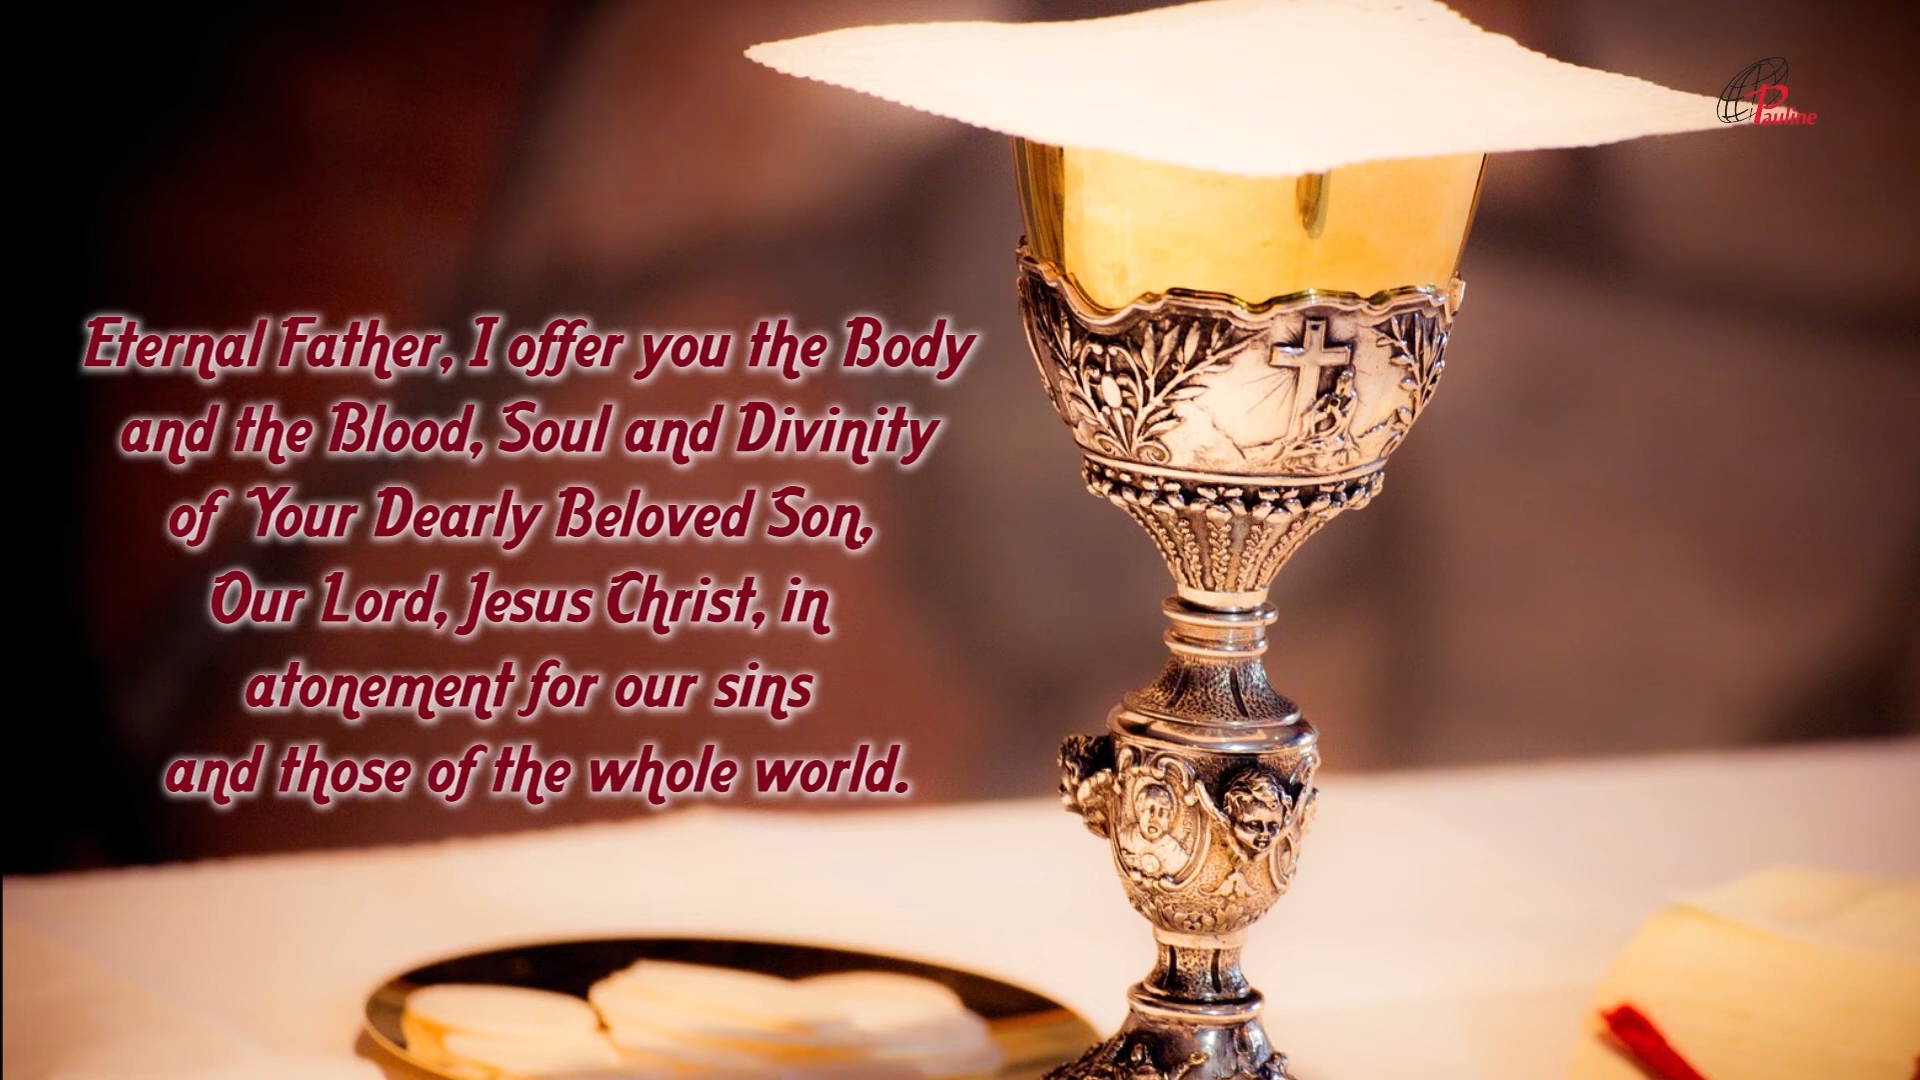 Pauline
Eternal Father, I offer you the Body
and the Blood, Soul and Divinity
of Your Dearly Beloved Son,
Our Lord, Jesus Christ, in
atonement for our sins
and those of the whole world.